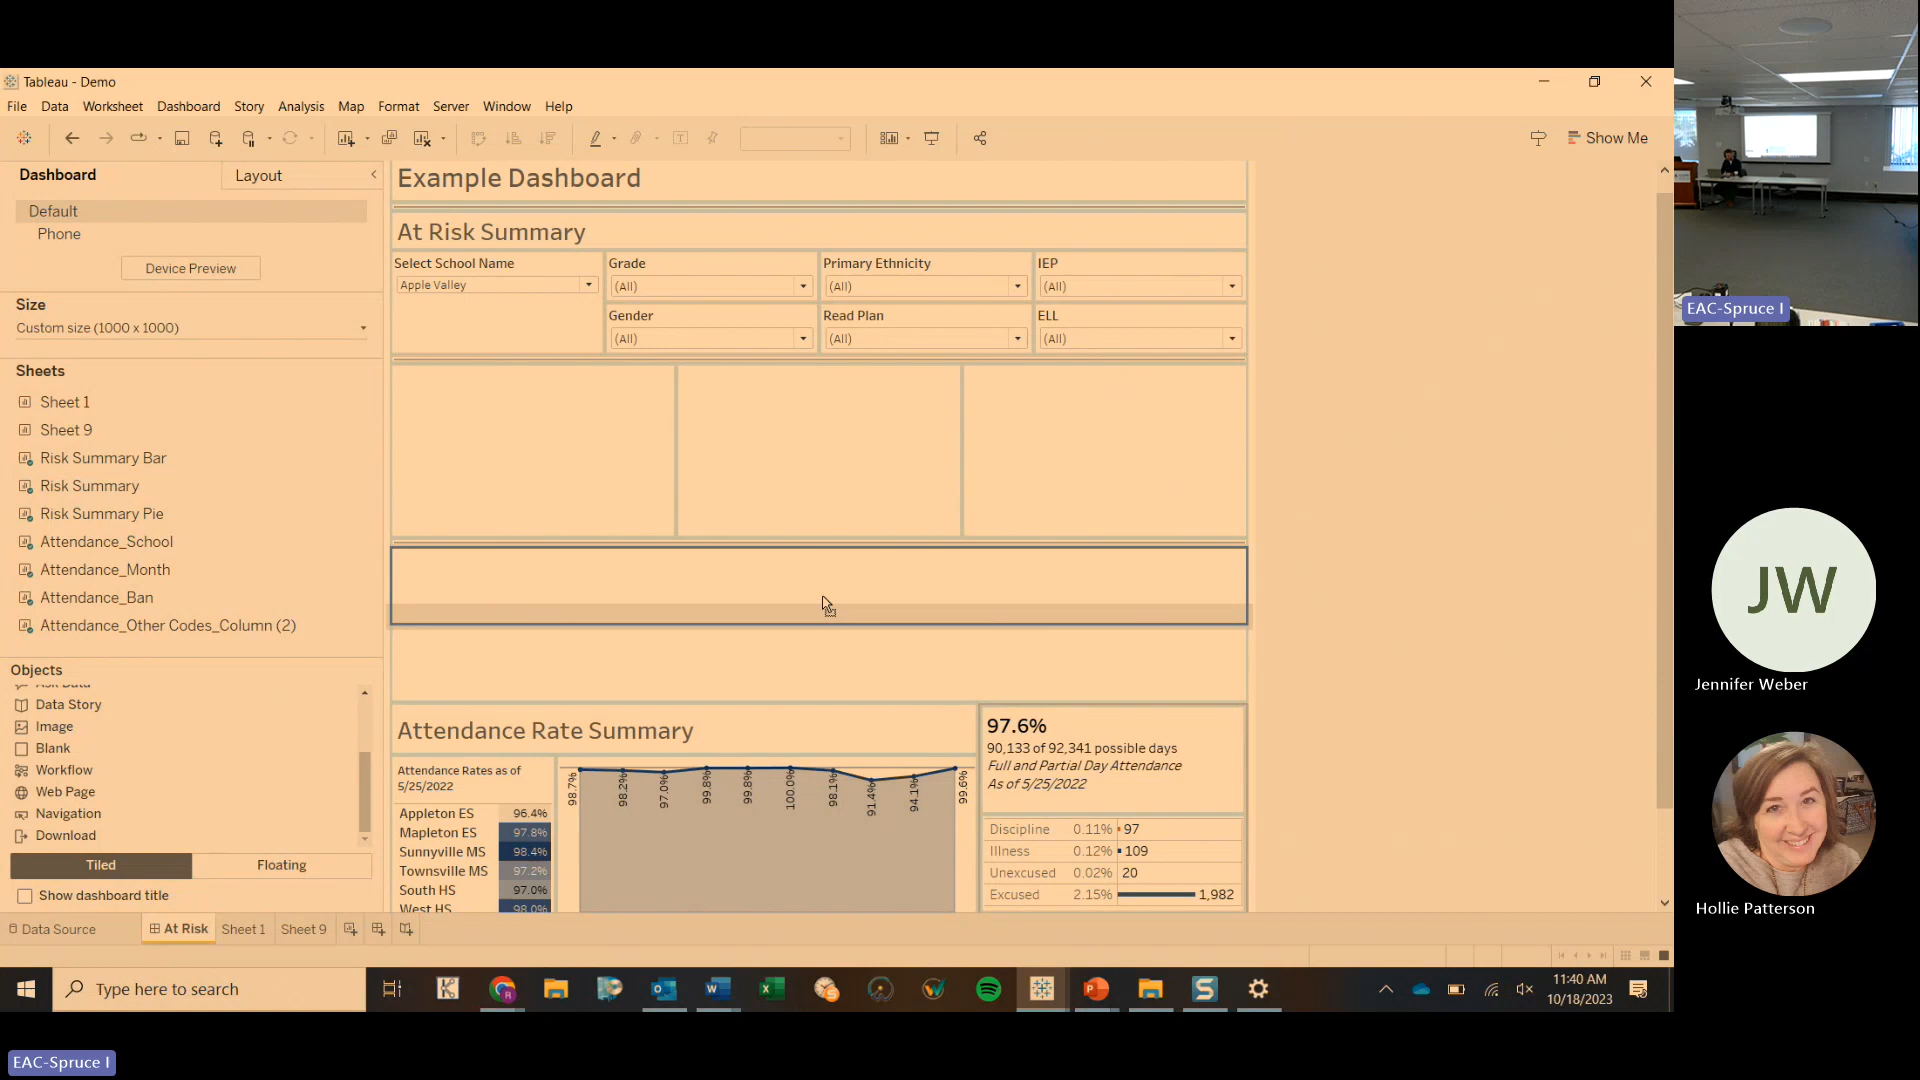 Tableau - Demo
File Data Worksheet Dashboard Story Analysis Map Format Server Window Help
Show Me
Dashboard
Layout
Default
Phone
Device Preview
Size
Custom size (1000 x 1000)
Sheets
Sheet 1
Sheet 9
Risk Summary Bar
Risk Summary
Risk Summary Pie
Attendance_School
Attendance_Month
Attendance_Ban
Attendance_Other Codes_Column (2)
Objects
Ask Data
Data Story
Image
Blank
Workflow
Web Page
Navigation
Download
Tiled
Floating
Show dashboard title
Example Dashboard
At Risk Summary
Select School Name
Apple Valley
Grade
(All)
Primary Ethnicity
(All)
IEP
(All)
Gender
(All)
Read Plan
(All)
ELL
(All)
Attendance Rate Summary
Attendance Rates as of
5/25/2022
Appleton ES 96.4%
Mapleton ES 97.8%
Sunnyville MS 98.4%
Townsville MS 97.2%
South HS 97.0%
West HS 98.0%
98.7%
98.2%
97.0%
99.8%
99.8%
100.0%
98.1%
91.4%
94.1%
99.6%
97.6%
90,133 of 92,341 possible days
Full and Partial Day Attendance
As of 5/25/2022
Discipline 0.11% 97
Illness 0.12% 109
Unexcused 0.02% 20
Excused 2.15% 1,982
Data Source
At Risk
Sheet 1
Sheet 9
Type here to search
11:40 AM
10/18/2023
EAC-Spruce I
JW
Jennifer Weber
Hollie Patterson
EAC-Spruce I